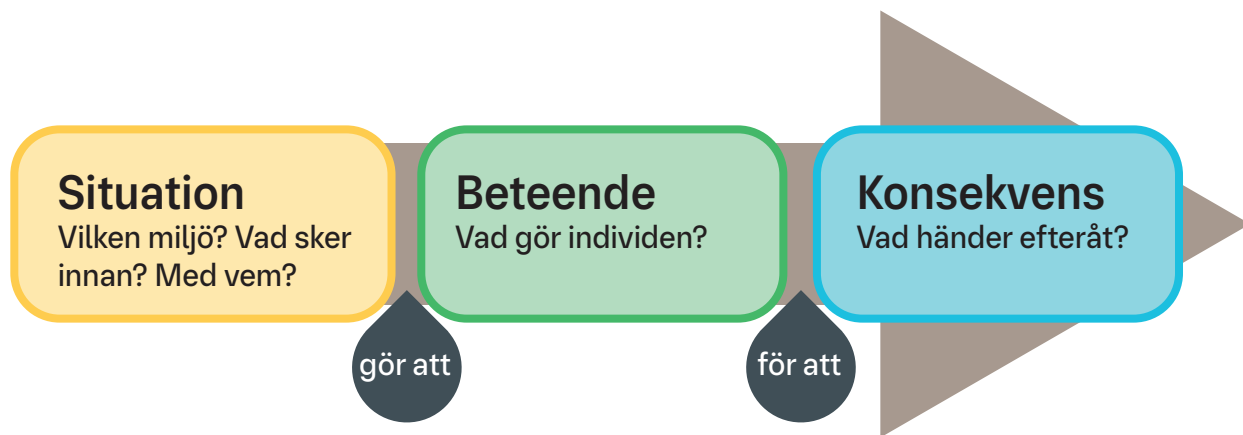 Situation
Vilken miljö? Vad sker
innan? Med vem?
gör att
Beteende
Vad gör individen?
för att
Konsekvens
Vad händer efteråt?